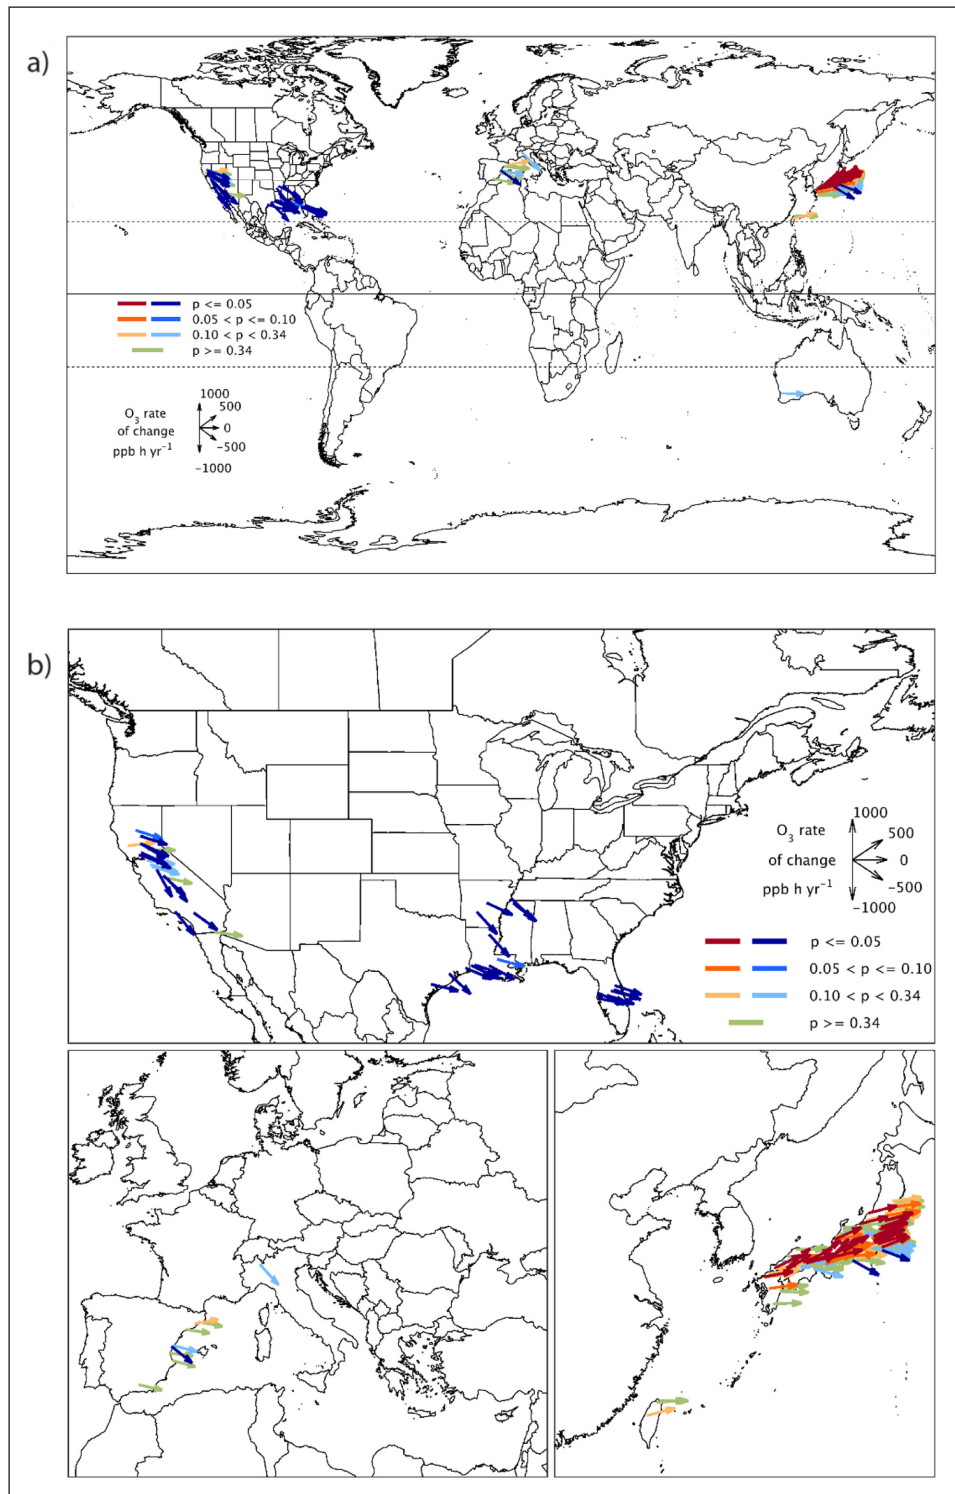 a)
p <= 0.05
0.05 < p <= 0.10
0.10 < p < 0.34
p >= 0.34
1000
O3 rate 500
of change 0
ppb h yr−1 −500
−1000
b)
1000
O3 rate 500
of change 0
ppb h yr−1 −500
−1000
p <= 0.05
0.05 < p <= 0.10
0.10 < p < 0.34
p >= 0.34